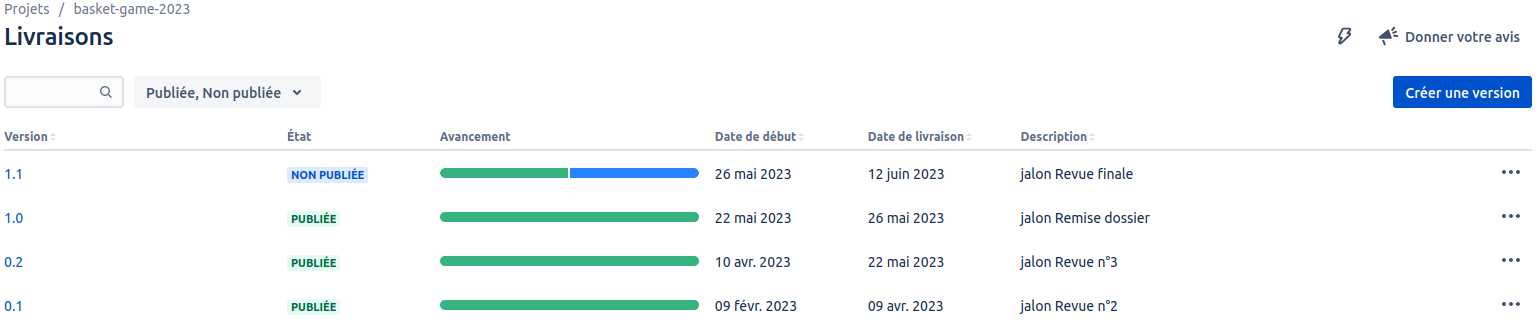 Projets / basket-game-2023
Livraisons
Donner votre avis
Publiée, Non publiée
Créer une version
Version État Avancement Date de début Date de livraison Description
1.1 NON PUBLIÉE 26 mai 2023 12 juin 2023 jalon Revue finale
1.0 PUBLIÉE 22 mai 2023 26 mai 2023 jalon Remise dossier
0.2 PUBLIÉE 10 avr. 2023 22 mai 2023 jalon Revue n°3
0.1 PUBLIÉE 09 févr. 2023 09 avr. 2023 jalon Revue n°2